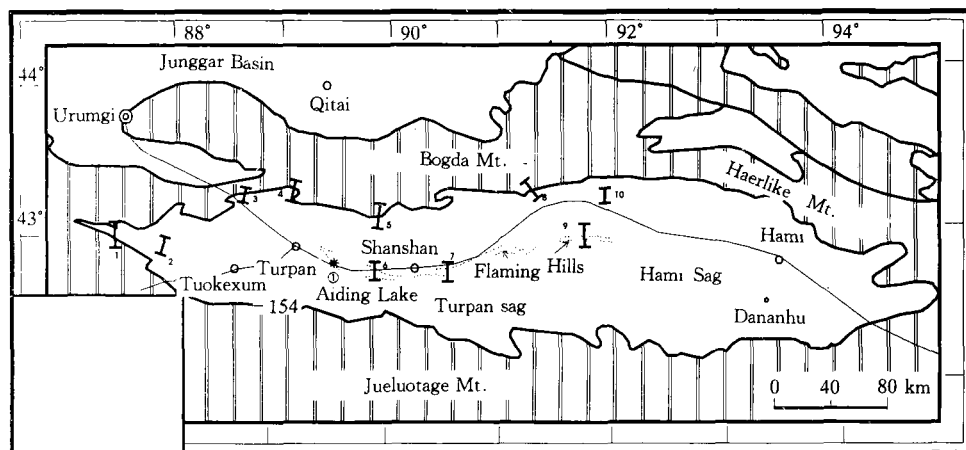 88° 90° 92° 94°
44°
Junggar Basin
Qitai
Urumgi
Bogda Mt.
Haerlike Mt.
3
4
8
10
5
43°
1
2
Shanshan
9
Hami
Turpan
6
7
Flaming Hills
Hami Sag
Tuokexum
①
Aiding Lake
154
Turpan sag
Dananhu
Jueluotage Mt.
0 40 80 km